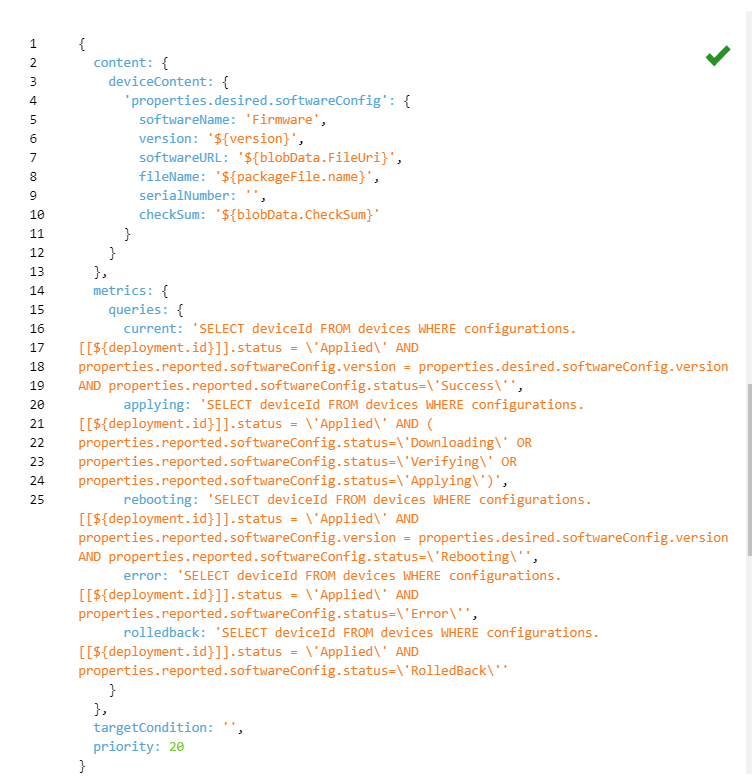 1 {
2 content: {
3 deviceContent: {
4 'properties.desired.softwareConfig': {
5 softwareName: 'Firmware',
6 version: '${version}',
7 softwareURL: '${blobData.FileUri}',
8 fileName: '${packageFile.name}',
9 serialNumber: '',
10 checkSum: '${blobData.CheckSum}'
11 }
12 }
13 },
14 metrics: {
15 queries: {
16 current: 'SELECT deviceId FROM devices WHERE configurations.
17 [[${deployment.id}]].status = \'Applied\' AND
18 properties.reported.softwareConfig.version = properties.desired.softwareConfig.version
19 AND properties.reported.softwareConfig.status=\'Success\'',
20 applying: 'SELECT deviceId FROM devices WHERE configurations.
21 [[${deployment.id}]].status = \'Applied\' AND (
22 properties.reported.softwareConfig.status=\'Downloading\' OR
23 properties.reported.softwareConfig.status=\'Verifying\' OR
24 properties.reported.softwareConfig.status=\'Applying\')',
25 rebooting: 'SELECT deviceId FROM devices WHERE configurations.
[[${deployment.id}]].status = \'Applied\' AND
properties.reported.softwareConfig.version = properties.desired.softwareConfig.version
AND properties.reported.softwareConfig.status=\'Rebooting\'',
error: 'SELECT deviceId FROM devices WHERE configurations.
[[${deployment.id}]].status = \'Applied\' AND
properties.reported.softwareConfig.status=\'Error\'',
rolledback: 'SELECT deviceId FROM devices WHERE configurations.
[[${deployment.id}]].status = \'Applied\' AND
properties.reported.softwareConfig.status=\'RolledBack\''
}
},
targetCondition: '',
priority: 20
}